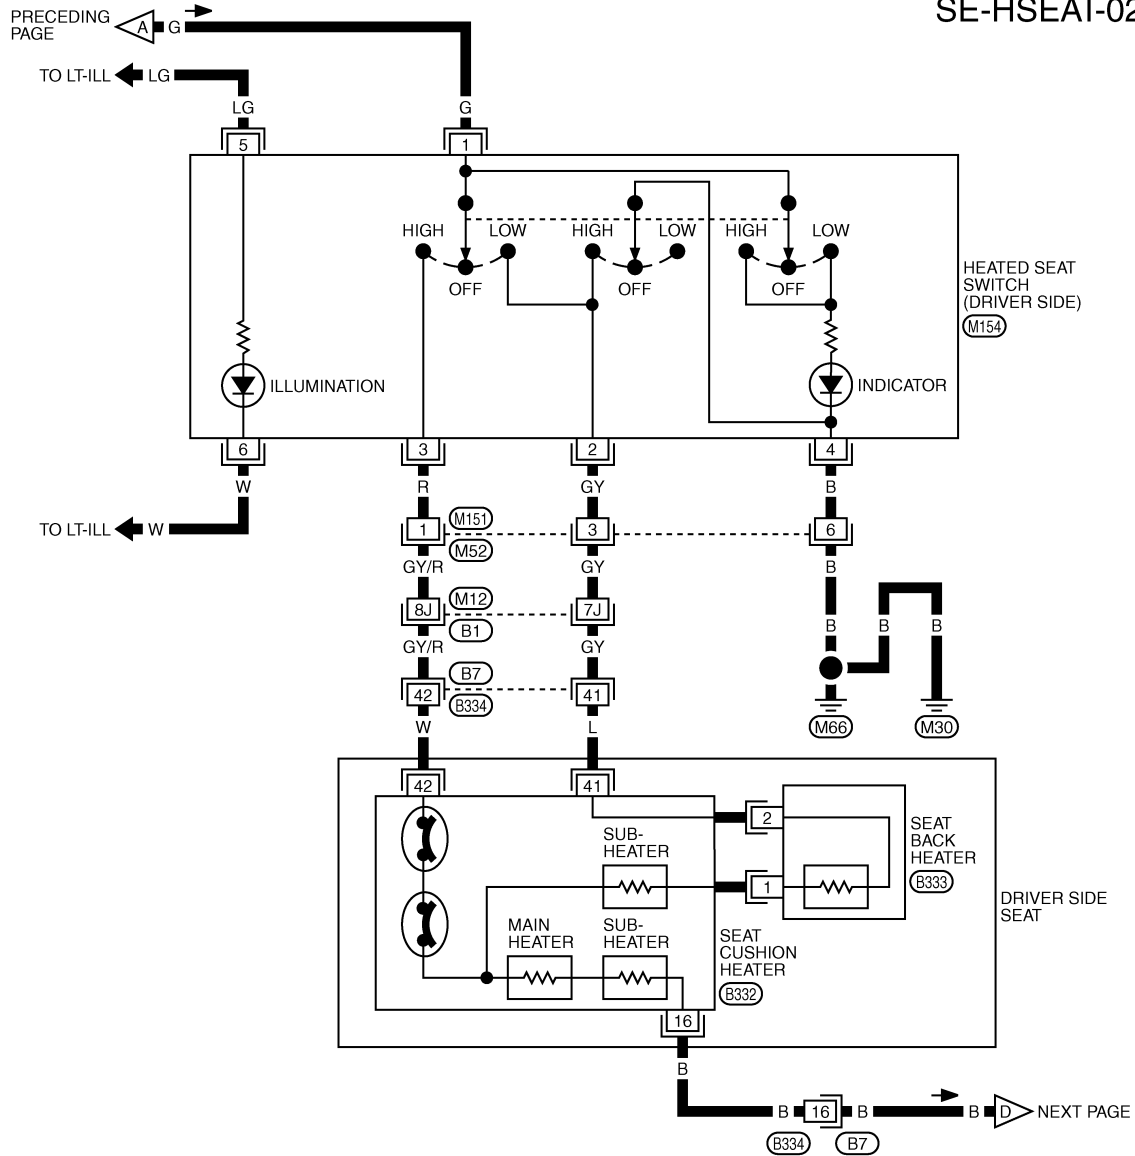 SE-HSEAT-02
PRECEDING
PAGE
A
G
TO LT-ILL
LG
LG
G
5
1
HIGH
LOW
HIGH
LOW
HIGH
LOW
OFF
OFF
OFF
HEATED SEAT
SWITCH
(DRIVER SIDE)
M154
ILLUMINATION
INDICATOR
6
3
2
4
W
R
GY
B
TO LT-ILL
W
1
M151
3
6
M52
GY/R
GY
B
8J
M12
7J
B1
B
B
B
GY/R
GY
42
B7
41
B334
W
L
M66
M30
42
41
2
SUB-
HEATER
1
SEAT
BACK
HEATER
B333
DRIVER SIDE
SEAT
MAIN
HEATER
SUB-
HEATER
SEAT
CUSHION
HEATER
B332
16
B
B
16
B
B
D
NEXT PAGE
B334
B7